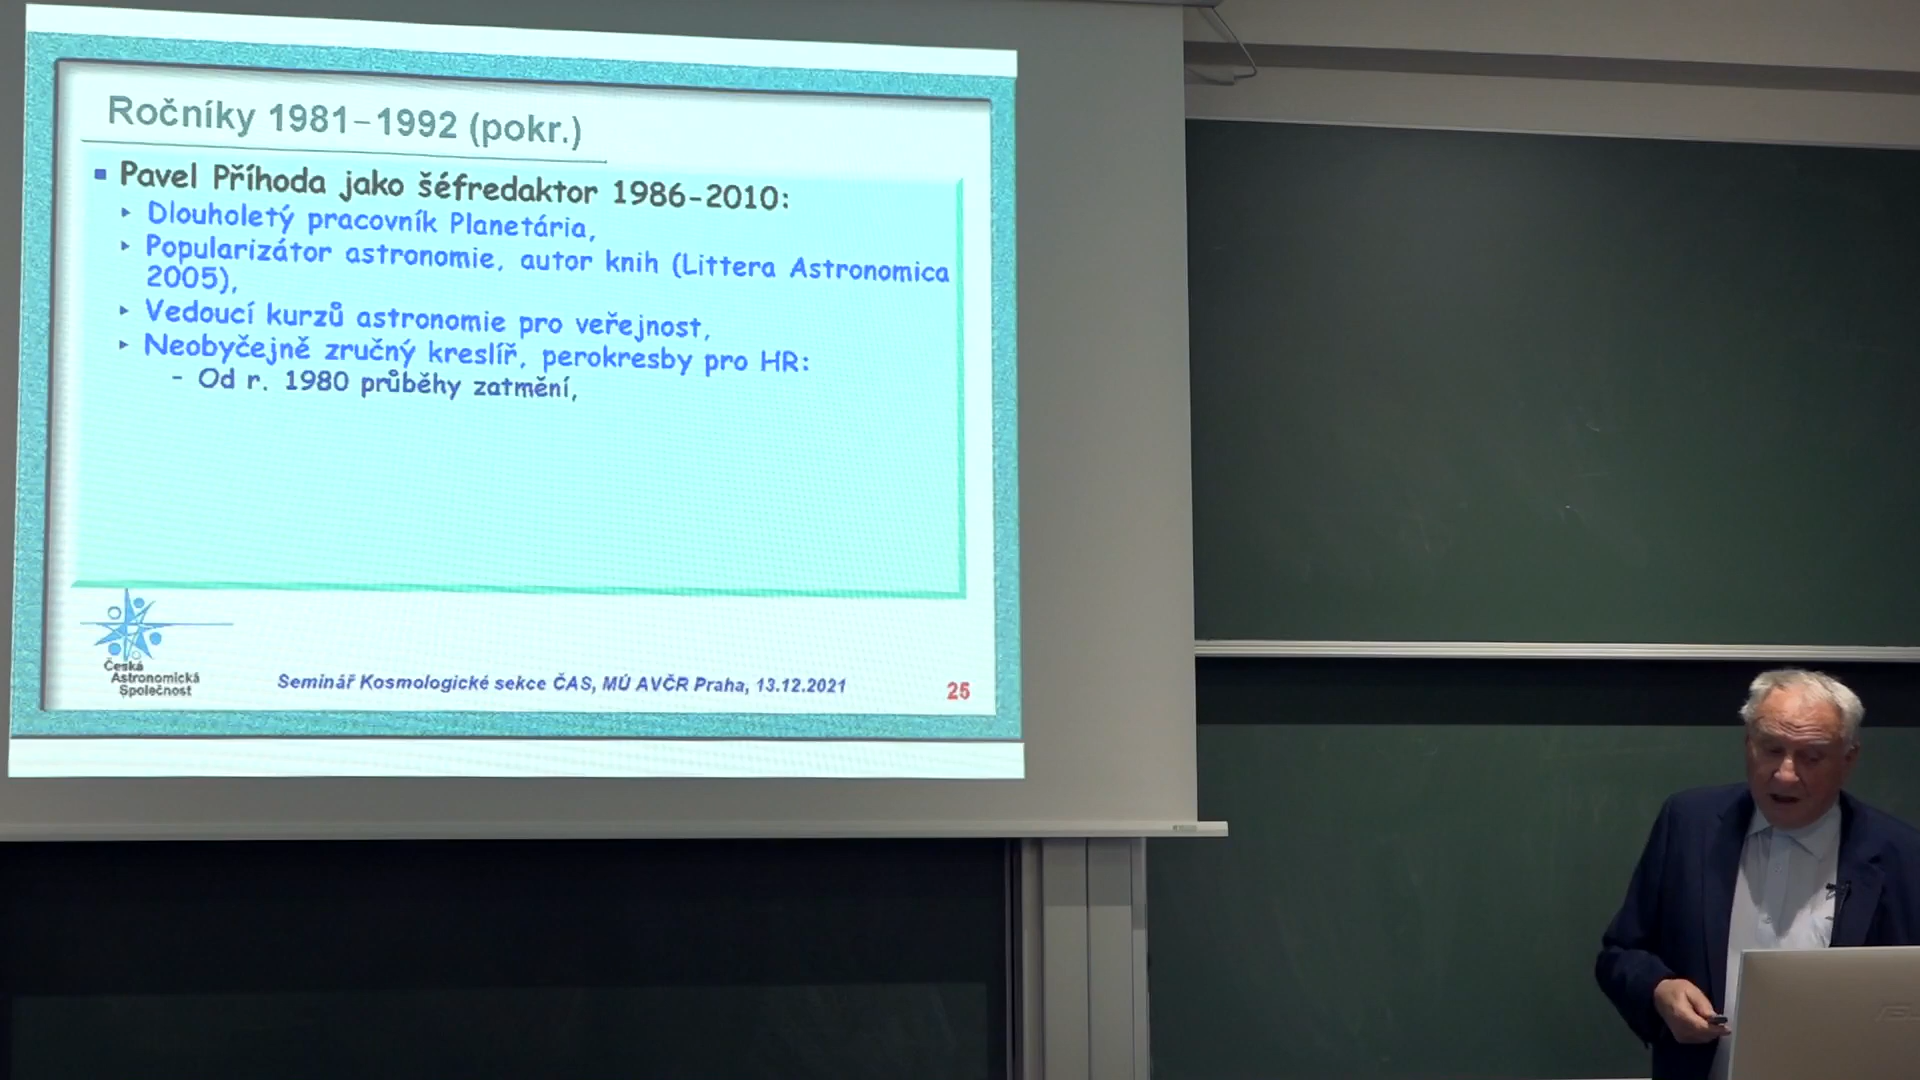 Ročníky 1981–1992 (pokr.)
Pavel Příhoda jako šéfredaktor 1986-2010:
Dlouholetý pracovník Planetária,
Popularizátor astronomie, autor knih (Littera Astronomica
2005),
Vedoucí kurzů astronomie pro veřejnost,
Neobyčejně zručný kreslíř, perokresby pro HR:
- Od r. 1980 průběhy zatmění,
Česká
Astronomická
Společnost
Seminář Kosmologické sekce ČAS, MÚ AVČR Praha, 13.12.2021
25